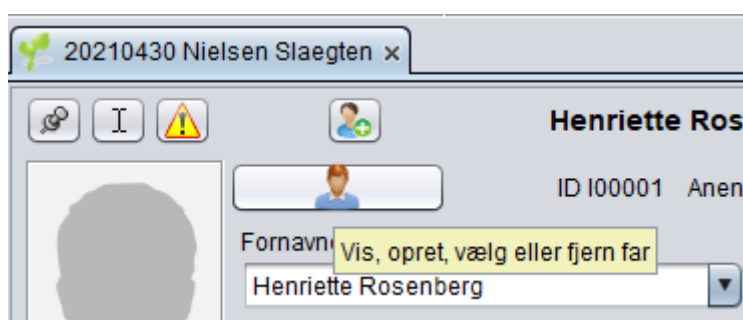 20210430 Nielsen Slaegten x
Henriette Ros
ID I00001 Anen
Fornavn
Vis, opret, vælg eller fjern far
Henriette Rosenberg